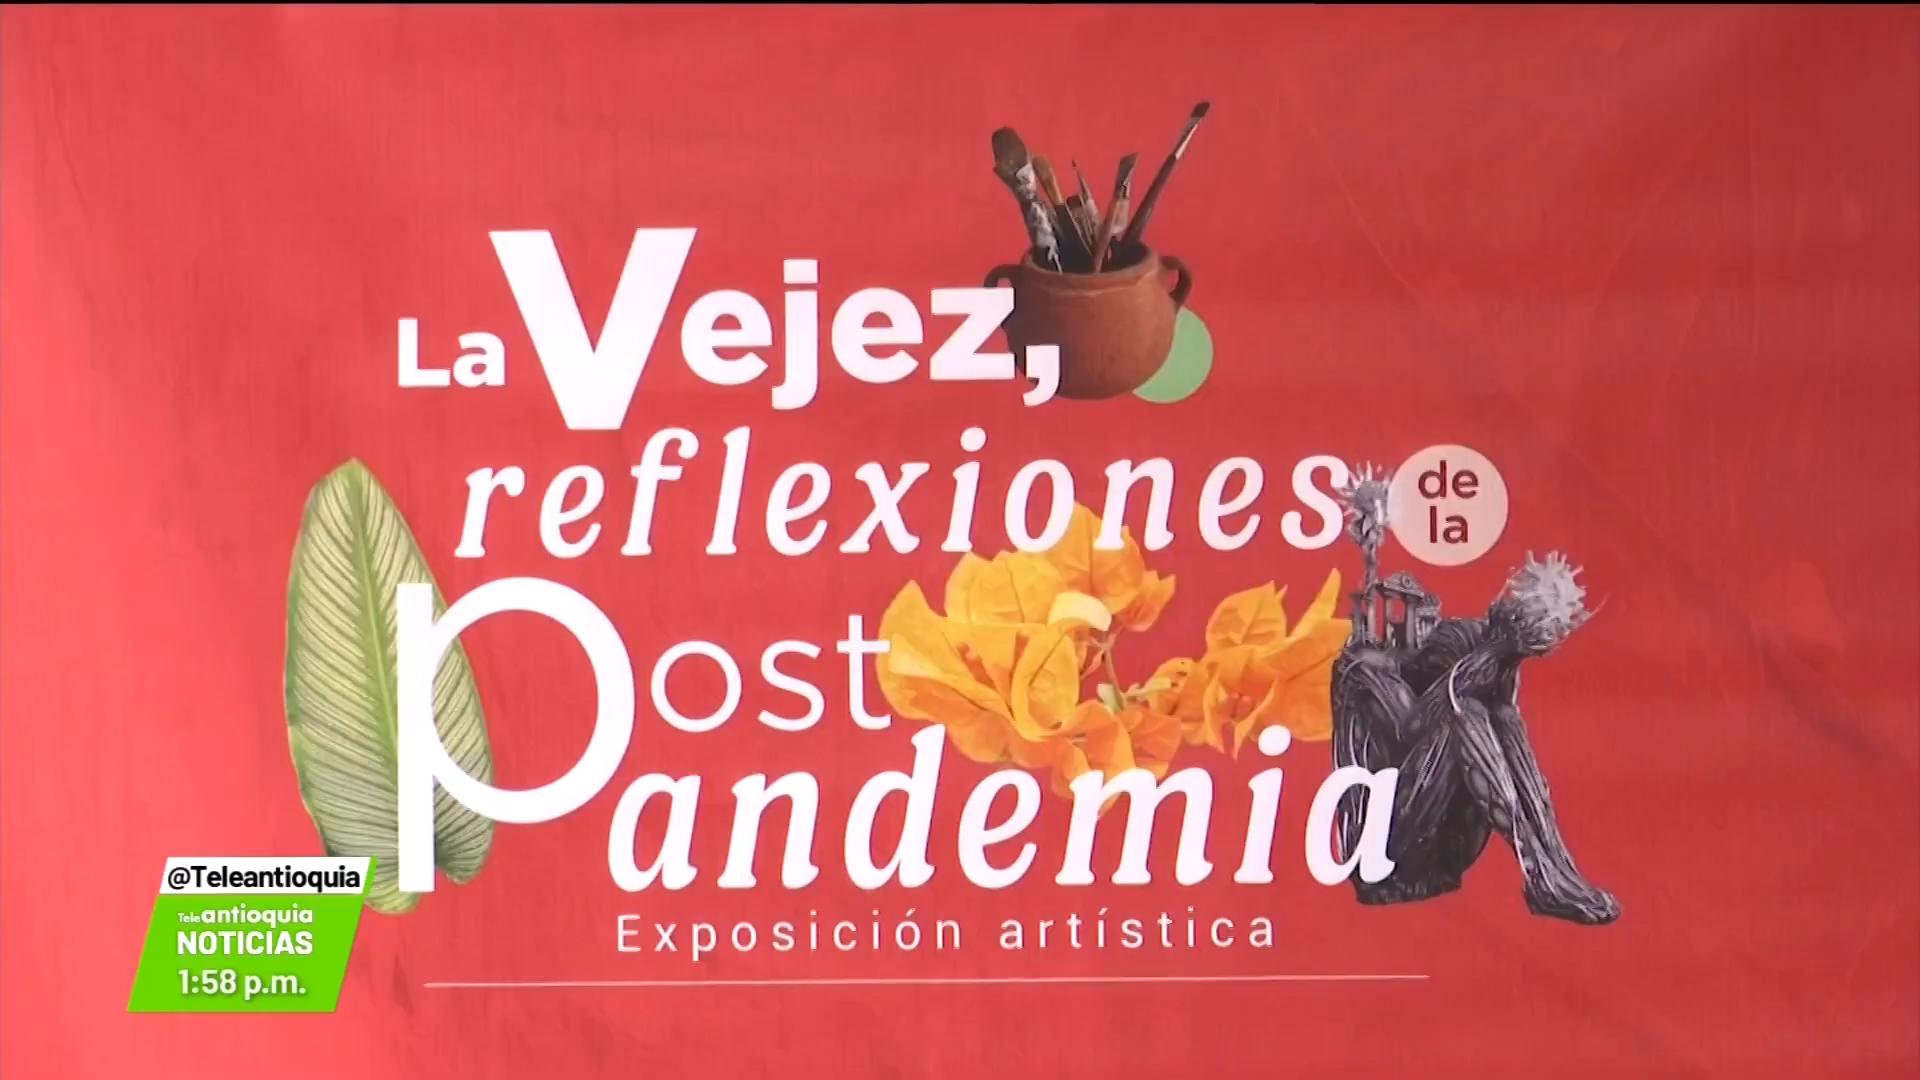 La Vejez,
reflexiones de la
Post
Pandemia
Exposición artística
@Teleantioquia
Teleantioquia
NOTICIAS
1:58 p.m.